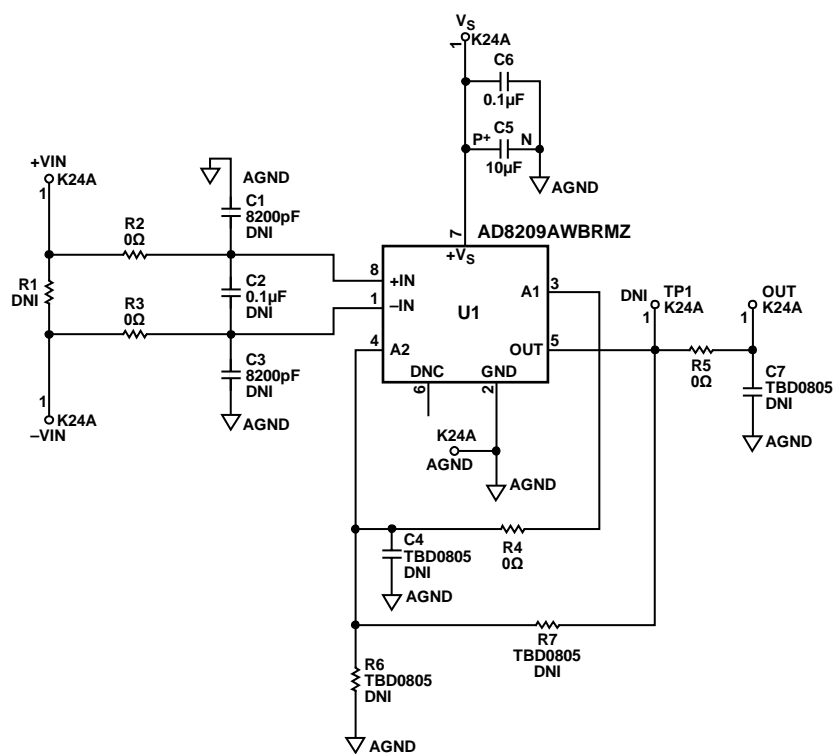 VS
K24A
1
C6
0.1µF
P+
C5
N
10µF
AGND
+VIN
K24A
1
AGND
C1
8200pF
DNI
R2
0Ω
R1
DNI
C2
0.1µF
DNI
R3
0Ω
C3
8200pF
DNI
AGND
1
K24A
–VIN
7
AD8209AWBRMZ
+VS
8
+IN
1
–IN
U1
4
A2
A1
3
OUT
5
DNC
6
GND
2
K24A
AGND
AGND
DNI
TP1
K24A
1
OUT
K24A
1
R5
0Ω
C7
TBD0805
DNI
AGND
C4
TBD0805
DNI
AGND
R4
0Ω
R7
TBD0805
DNI
R6
TBD0805
DNI
AGND